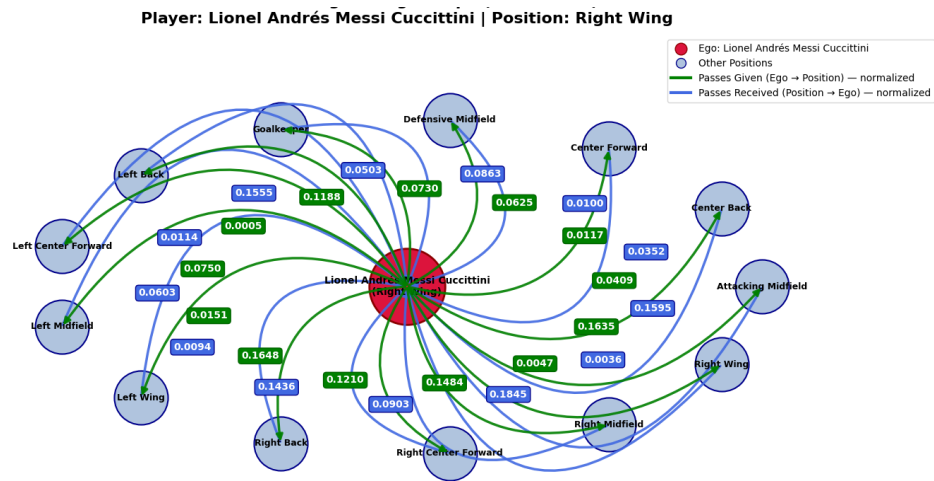 Player: Lionel Andrés Messi Cuccittini | Position: Right Wing
Ego: Lionel Andrés Messi Cuccittini
Other Positions
Passes Given (Ego → Position) — normalized
Passes Received (Position → Ego) — normalized
Goalkeeper
Defensive Midfield
Center Forward
Left Back
0.0503
0.0863
0.0730
0.1555
0.1188
0.0625
0.0100
Center Back
0.0114
0.0005
0.0117
Left Center Forward
0.0352
0.0750
0.0409
Lionel Andrés Messi Cuccittini
(Right Wing)
Attacking Midfield
0.0603
0.1595
0.0151
0.1635
Left Midfield
0.0094
0.1648
0.0047
0.0036
Right Wing
0.1436
0.1210
0.1484
0.1845
Left Wing
0.0903
Right Midfield
Right Back
Right Center Forward